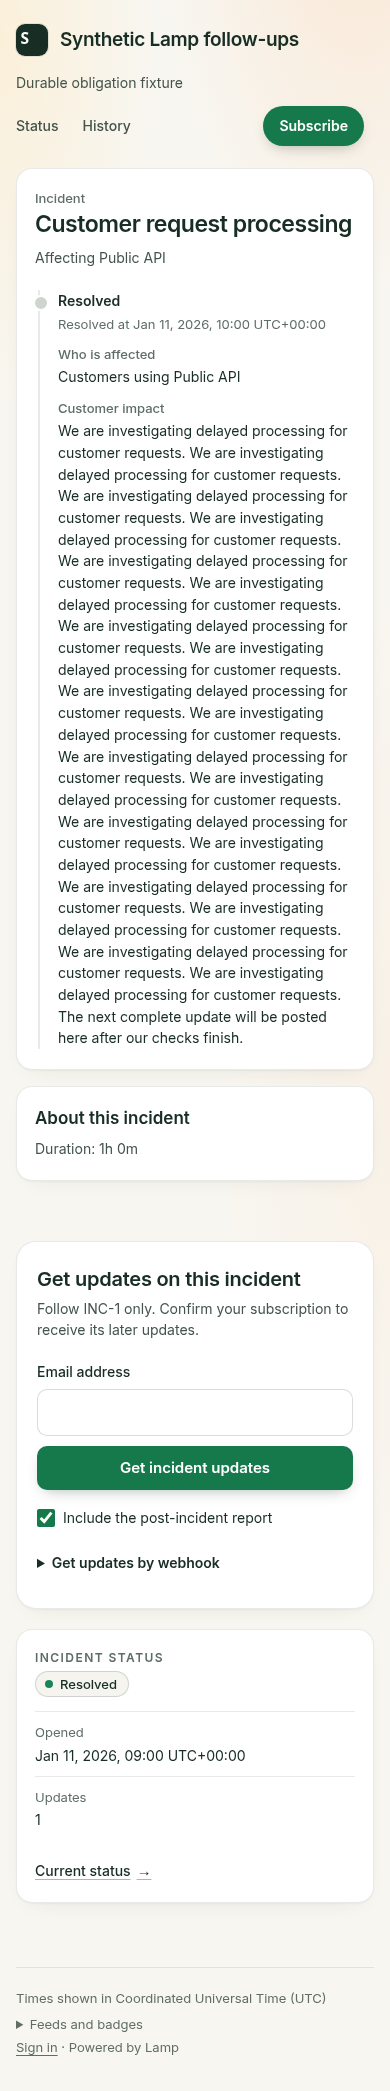 S
Synthetic Lamp follow-ups
Durable obligation fixture
Status History Subscribe
Incident
Customer request processing
Affecting Public API
Resolved
Resolved at Jan 11, 2026, 10:00 UTC+00:00
Who is affected
Customers using Public API
Customer impact
We are investigating delayed processing for
customer requests. We are investigating
delayed processing for customer requests.
We are investigating delayed processing for
customer requests. We are investigating
delayed processing for customer requests.
We are investigating delayed processing for
customer requests. We are investigating
delayed processing for customer requests.
We are investigating delayed processing for
customer requests. We are investigating
delayed processing for customer requests.
We are investigating delayed processing for
customer requests. We are investigating
delayed processing for customer requests.
We are investigating delayed processing for
customer requests. We are investigating
delayed processing for customer requests.
We are investigating delayed processing for
customer requests. We are investigating
delayed processing for customer requests.
We are investigating delayed processing for
customer requests. We are investigating
delayed processing for customer requests.
We are investigating delayed processing for
customer requests. We are investigating
delayed processing for customer requests.
The next complete update will be posted
here after our checks finish.
About this incident
Duration: 1h 0m
Get updates on this incident
Follow INC-1 only. Confirm your subscription to
receive its later updates.
Email address
Get incident updates
Include the post-incident report
Get updates by webhook
INCIDENT STATUS
Resolved
Opened
Jan 11, 2026, 09:00 UTC+00:00
Updates
1
Current status →
Times shown in Coordinated Universal Time (UTC)
Feeds and badges
Sign in · Powered by Lamp